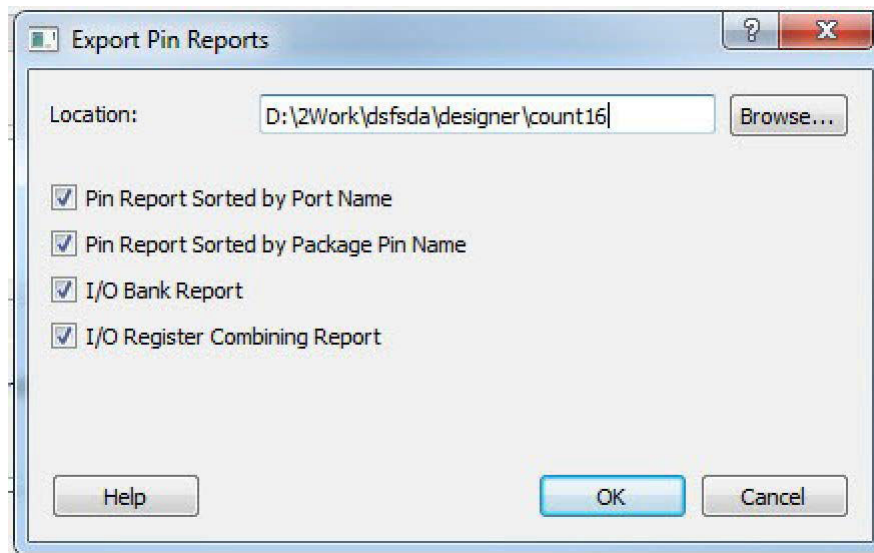 Export Pin Reports
?
X
Location:
D:\2Work\dsfsda\designer\count16
Browse...
Pin Report Sorted by Port Name
Pin Report Sorted by Package Pin Name
I/O Bank Report
I/O Register Combining Report
Help
OK
Cancel